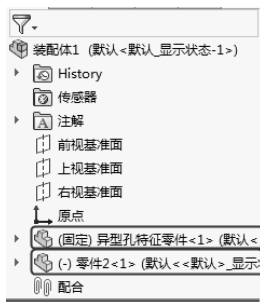 装配体1 (默认<默认_显示状态-1>)
History
传感器
注解
前视基准面
上视基准面
右视基准面
原点
(固定) 异型孔特征零件<1> (默认<
(-) 零件2<1> (默认<<默认>_显示
配合